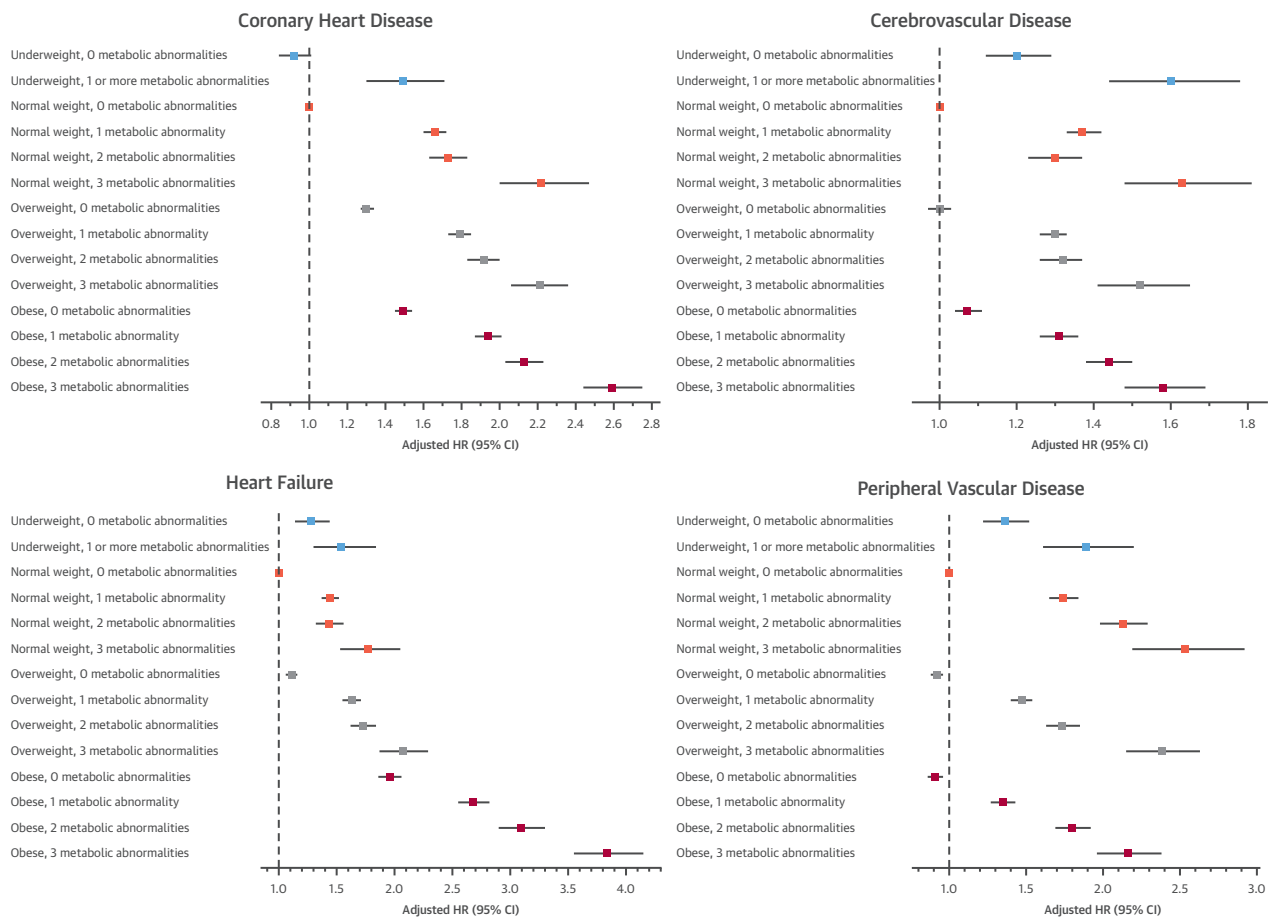 Coronary Heart Disease
Underweight, 0 metabolic abnormalities
Underweight, 1 or more metabolic abnormalities
Normal weight, 0 metabolic abnormalities
Normal weight, 1 metabolic abnormality
Normal weight, 2 metabolic abnormalities
Normal weight, 3 metabolic abnormalities
Overweight, 0 metabolic abnormalities
Overweight, 1 metabolic abnormality
Overweight, 2 metabolic abnormalities
Overweight, 3 metabolic abnormalities
Obese, 0 metabolic abnormalities
Obese, 1 metabolic abnormality
Obese, 2 metabolic abnormalities
Obese, 3 metabolic abnormalities
0.8 1.0 1.2 1.4 1.6 1.8 2.0 2.2 2.4 2.6 2.8
Adjusted HR (95% CI)
Cerebrovascular Disease
Underweight, 0 metabolic abnormalities
Underweight, 1 or more metabolic abnormalities
Normal weight, 0 metabolic abnormalities
Normal weight, 1 metabolic abnormality
Normal weight, 2 metabolic abnormalities
Normal weight, 3 metabolic abnormalities
Overweight, 0 metabolic abnormalities
Overweight, 1 metabolic abnormality
Overweight, 2 metabolic abnormalities
Overweight, 3 metabolic abnormalities
Obese, 0 metabolic abnormalities
Obese, 1 metabolic abnormality
Obese, 2 metabolic abnormalities
Obese, 3 metabolic abnormalities
1.0 1.2 1.4 1.6 1.8
Adjusted HR (95% CI)
Heart Failure
Underweight, 0 metabolic abnormalities
Underweight, 1 or more metabolic abnormalities
Normal weight, 0 metabolic abnormalities
Normal weight, 1 metabolic abnormality
Normal weight, 2 metabolic abnormalities
Normal weight, 3 metabolic abnormalities
Overweight, 0 metabolic abnormalities
Overweight, 1 metabolic abnormality
Overweight, 2 metabolic abnormalities
Overweight, 3 metabolic abnormalities
Obese, 0 metabolic abnormalities
Obese, 1 metabolic abnormality
Obese, 2 metabolic abnormalities
Obese, 3 metabolic abnormalities
1.0 1.5 2.0 2.5 3.0 3.5 4.0
Adjusted HR (95% CI)
Peripheral Vascular Disease
Underweight, 0 metabolic abnormalities
Underweight, 1 or more metabolic abnormalities
Normal weight, 0 metabolic abnormalities
Normal weight, 1 metabolic abnormality
Normal weight, 2 metabolic abnormalities
Normal weight, 3 metabolic abnormalities
Overweight, 0 metabolic abnormalities
Overweight, 1 metabolic abnormality
Overweight, 2 metabolic abnormalities
Overweight, 3 metabolic abnormalities
Obese, 0 metabolic abnormalities
Obese, 1 metabolic abnormality
Obese, 2 metabolic abnormalities
Obese, 3 metabolic abnormalities
1.0 1.5 2.0 2.5 3.0
Adjusted HR (95% CI)